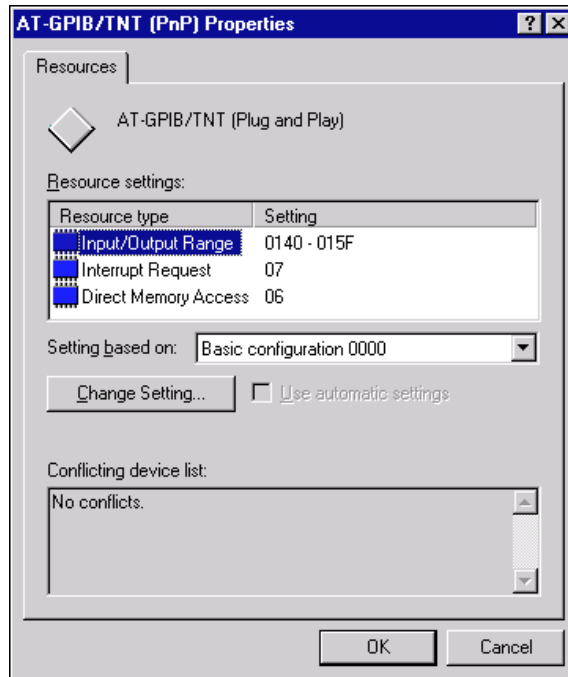 AT-GPIB/TNT (PnP) Properties
Resources
AT-GPIB/TNT (Plug and Play)
Resource settings:
Resource type Setting
Input/Output Range 0140 - 015F
Interrupt Request 07
Direct Memory Access 06
Setting based on: Basic configuration 0000
Change Setting... Use automatic settings
Conflicting device list:
No conflicts.
OK Cancel